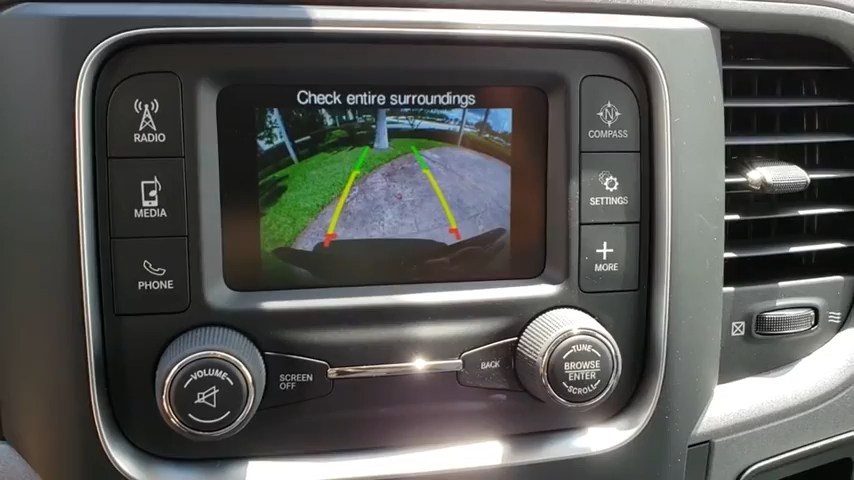 Check entire surroundings
RADIO
MEDIA
PHONE
N
COMPASS
SETTINGS
MORE
VOLUME
SCREEN
OFF
BACK
TUNE
BROWSE
ENTER
SCROLL